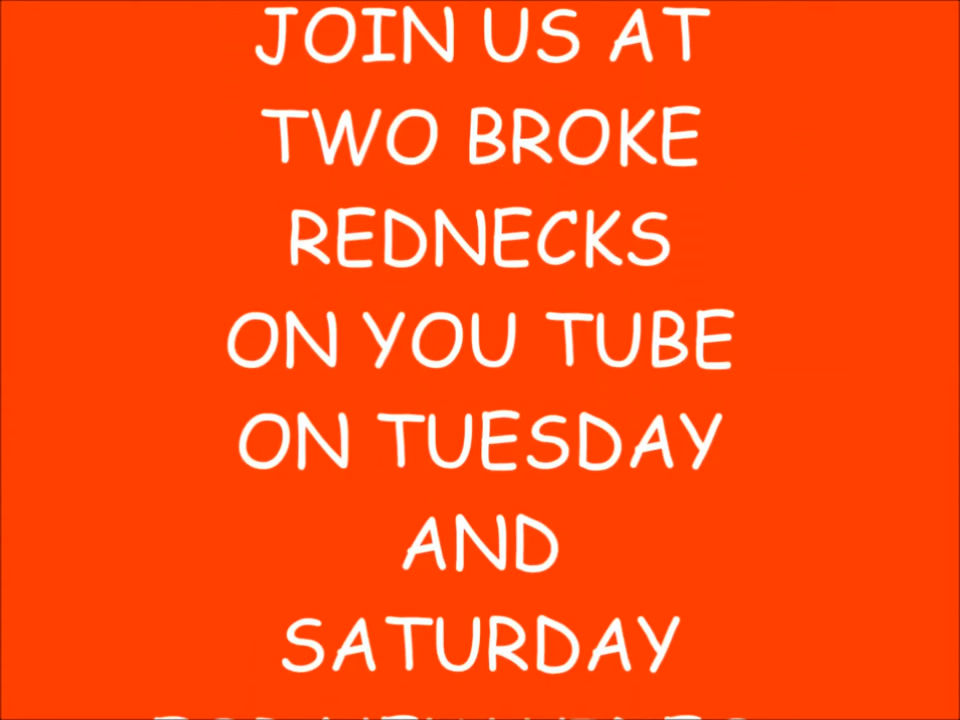 JOIN US AT
TWO BROKE
REDNECKS
ON YOU TUBE
ON TUESDAY
AND
SATURDAY